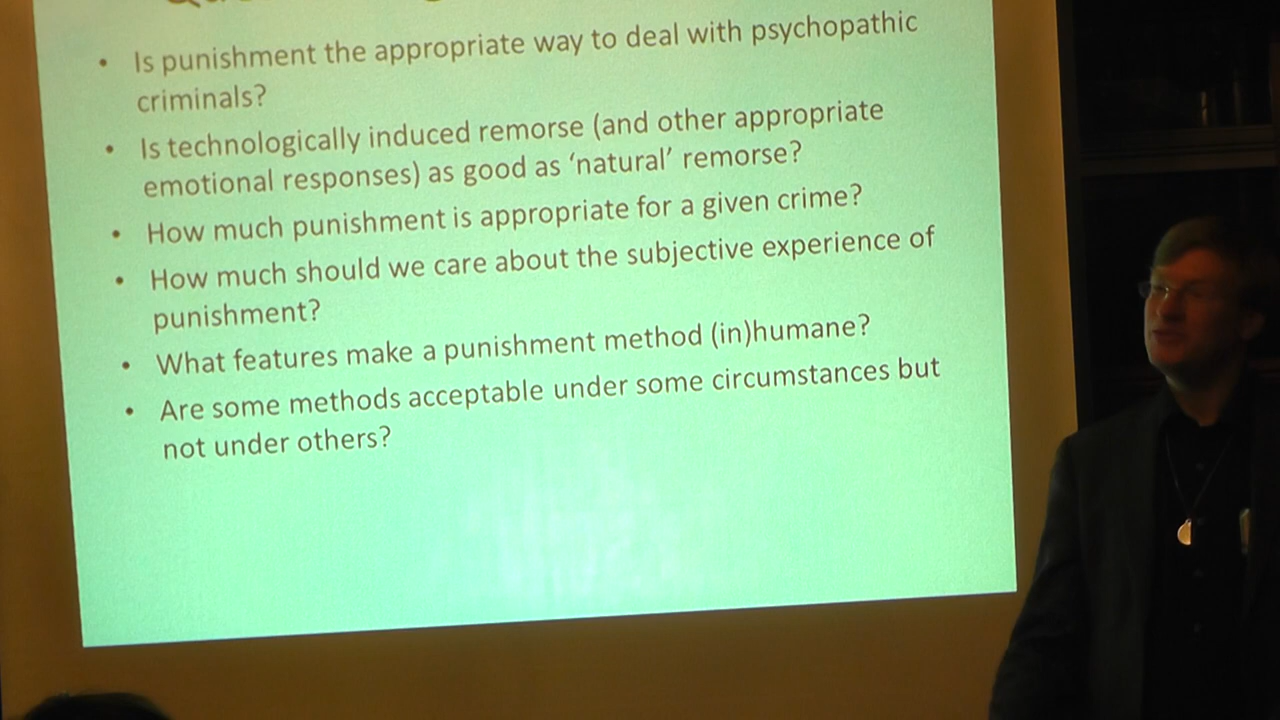 • Is punishment the appropriate way to deal with psychopathic
criminals?
• Is technologically induced remorse (and other appropriate
emotional responses) as good as ‘natural’ remorse?
• How much punishment is appropriate for a given crime?
• How much should we care about the subjective experience of
punishment?
• What features make a punishment method (in)humane?
• Are some methods acceptable under some circumstances but
not under others?